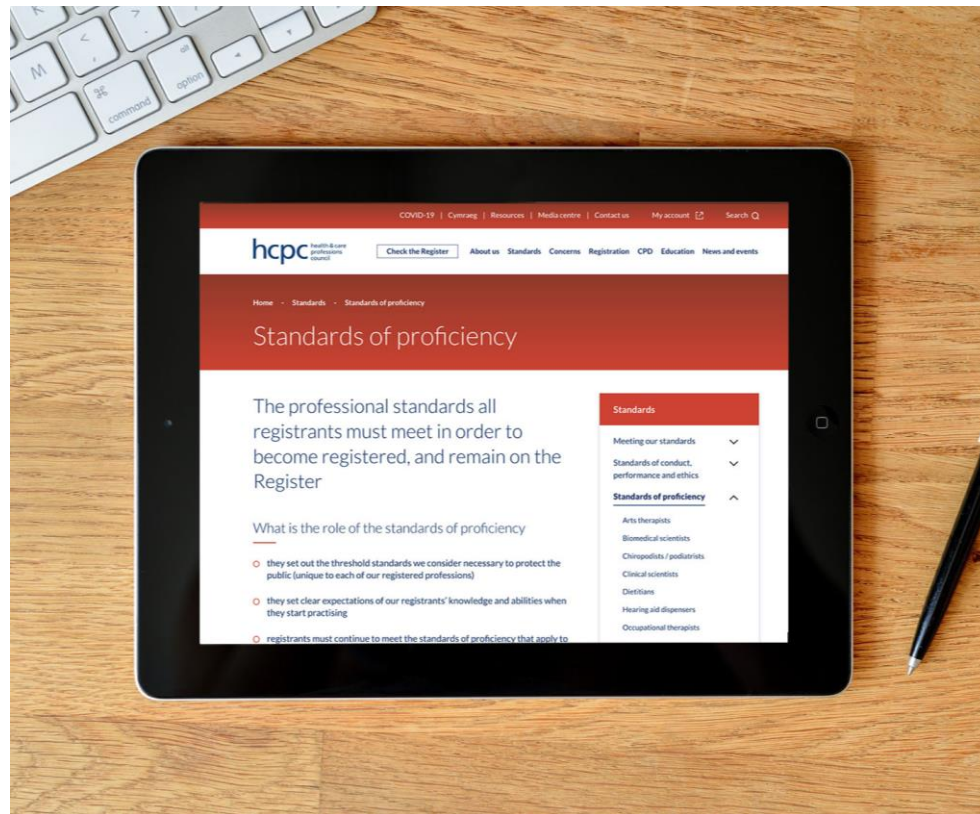 K
<
,
>
.
?
/
alt
M
⌘
command
option
COVID-19 | Cymraeg | Resources | Media centre | Contact us My account Search
hcpc health & care
professions
council
Check the Register About us Standards Concerns Registration CPD Education News and events
Home - Standards - Standards of proficiency
Standards of proficiency
The professional standards all
registrants must meet in order to
become registered, and remain on the
Register
What is the role of the standards of proficiency
they set out the threshold standards we consider necessary to protect the
public (unique to each of our registered professions)
they set clear expectations of our registrants' knowledge and abilities when
they start practising
registrants must continue to meet the standards of proficiency that apply to
Standards
Meeting our standards
Standards of conduct,
performance and ethics
Standards of proficiency
Arts therapists
Biomedical scientists
Chiropodists / podiatrists
Clinical scientists
Dietitians
Hearing aid dispensers
Occupational therapists